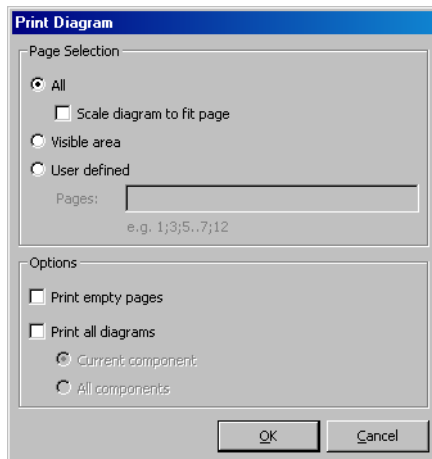 Print Diagram
Page Selection
All
Scale diagram to fit page
Visible area
User defined
Pages:
e.g. 1;3;5..7;12
Options
Print empty pages
Print all diagrams
Current component
All components
OK Cancel